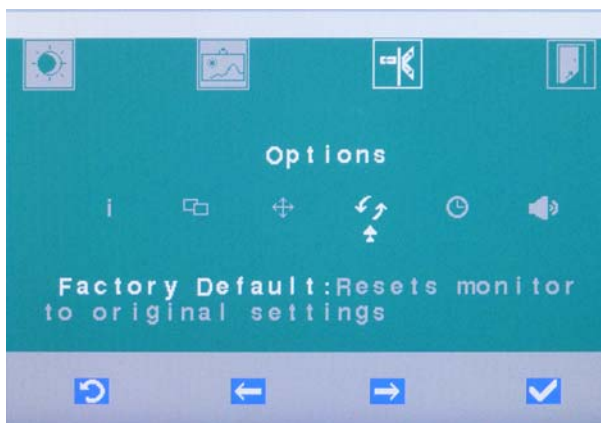 Options
i
Factory Default:Resets monitor
to original settings